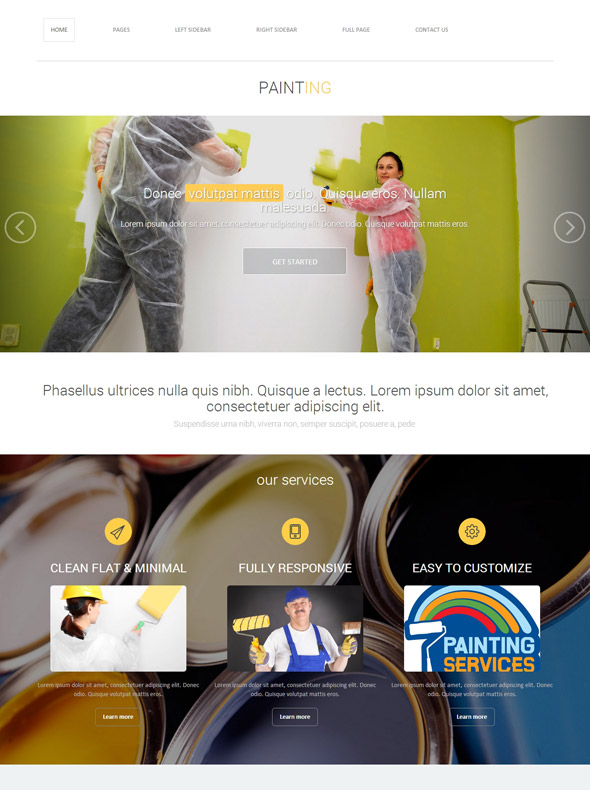 HOME PAGES LEFT SIDEBAR RIGHT SIDEBAR FULL PAGE CONTACT US
PAINTING
Donec volutpat mattis odio. Quisque eros. Nullam
malesuada
Lorem ipsum dolor sit amet, consectetuer adipiscing elit. Donec odio. Quisque volutpat mattis eros.
GET STARTED
Phasellus ultrices nulla quis nibh. Quisque a lectus. Lorem ipsum dolor sit amet,
consectetuer adipiscing elit.
Suspendisse urna nibh, viverra non, semper suscipit, posuere a, pede
our services
CLEAN FLAT & MINIMAL
FULLY RESPONSIVE
EASY TO CUSTOMIZE
PAINTING
SERVICES
Lorem ipsum dolor sit amet, consectetuer adipiscing elit. Donec
odio. Quisque volutpat mattis eros.
Learn more
Lorem ipsum dolor sit amet, consectetuer adipiscing elit. Donec
odio. Quisque volutpat mattis eros.
Learn more
Lorem ipsum dolor sit amet, consectetuer adipiscing elit. Donec
odio. Quisque volutpat mattis eros.
Learn more